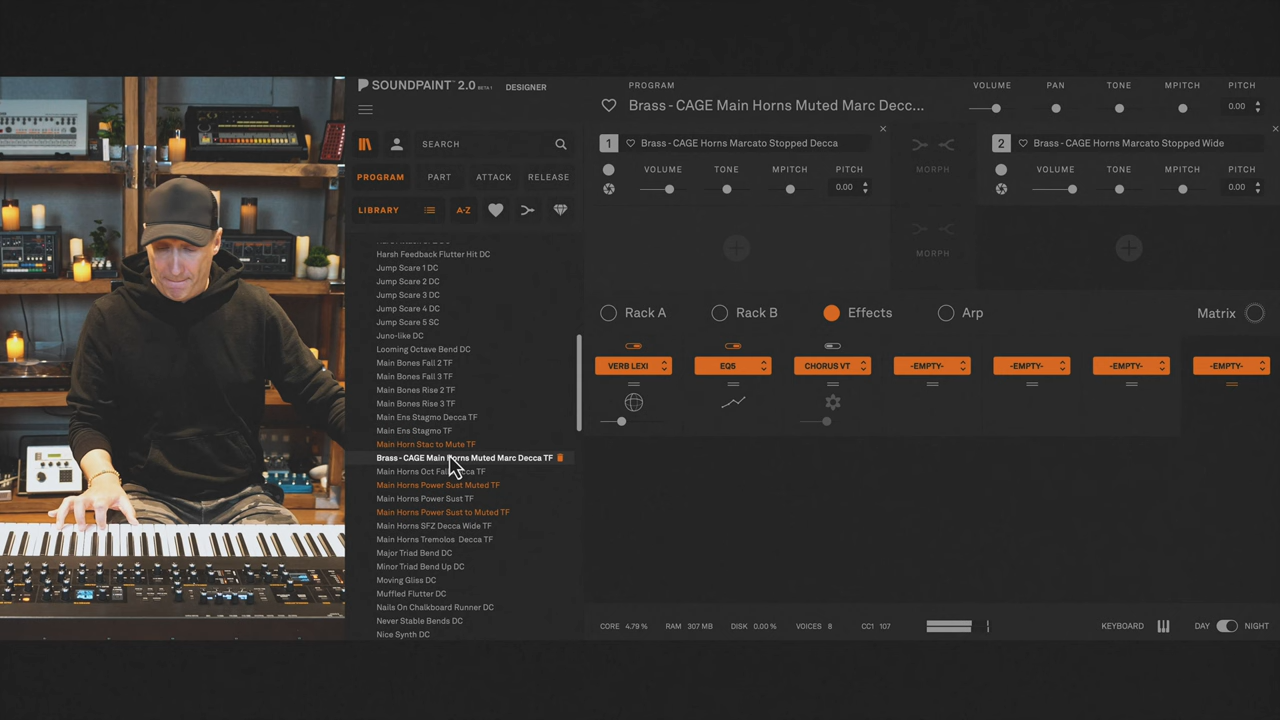 SOUNDPAINT™ 2.0 BETA 1 DESIGNER
PROGRAM
VOLUME PAN TONE MPITCH PITCH
Brass - CAGE Main Horns Muted Marc Decc...
0.00
SEARCH
PROGRAM PART ATTACK RELEASE
LIBRARY A-Z
1 Brass - CAGE Horns Marcato Stopped Decca
VOLUME TONE MPITCH PITCH
0.00
MORPH
MORPH
2 Brass - CAGE Horns Marcato Stopped Wide
VOLUME TONE MPITCH PITCH
0.00
Harsh Feedback Flutter Hit DC
Jump Scare 1 DC
Jump Scare 2 DC
Jump Scare 3 DC
Jump Scare 4 DC
Jump Scare 5 SC
Juno-like DC
Looming Octave Bend DC
Main Bones Fall 2 TF
Main Bones Fall 3 TF
Main Bones Rise 2 TF
Main Bones Rise 3 TF
Main Ens Stagmo Decca TF
Main Ens Stagmo TF
Main Horn Stac to Mute TF
Brass - CAGE Main Horns Muted Marc Decca TF
Main Horns Oct Fall Decca TF
Main Horns Power Sust Muted TF
Main Horns Power Sust TF
Main Horns Power Sust to Muted TF
Main Horns SFZ Decca Wide TF
Main Horns Tremolos Decca TF
Major Triad Bend DC
Minor Triad Bend Up DC
Moving Gliss DC
Muffled Flutter DC
Nails On Chalkboard Runner DC
Never Stable Bends DC
Nice Synth DC
Rack A Rack B Effects Arp Matrix
VERB LEXI EQ5 CHORUS VT -EMPTY- -EMPTY- -EMPTY- -EMPTY-
CORE 4.79 % RAM 307 MB DISK 0.00 % VOICES 8 CC1 107 KEYBOARD DAY NIGHT